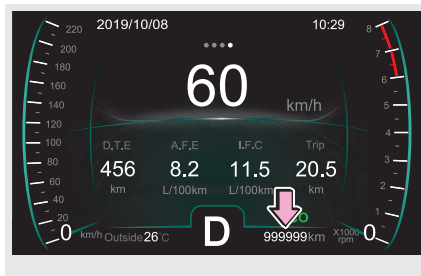 2019/10/08 10:29
60 km/h
D.T.E A.F.E I.F.C Trip
456 8.2 11.5 20.5
km L/100km L/100km km
220
200
180
160
140
120
100
80
60
40
20
0 km/h
Outside 26°C
D
999999km
8
7
6
5
4
3
2
1
0
X1000
rpm